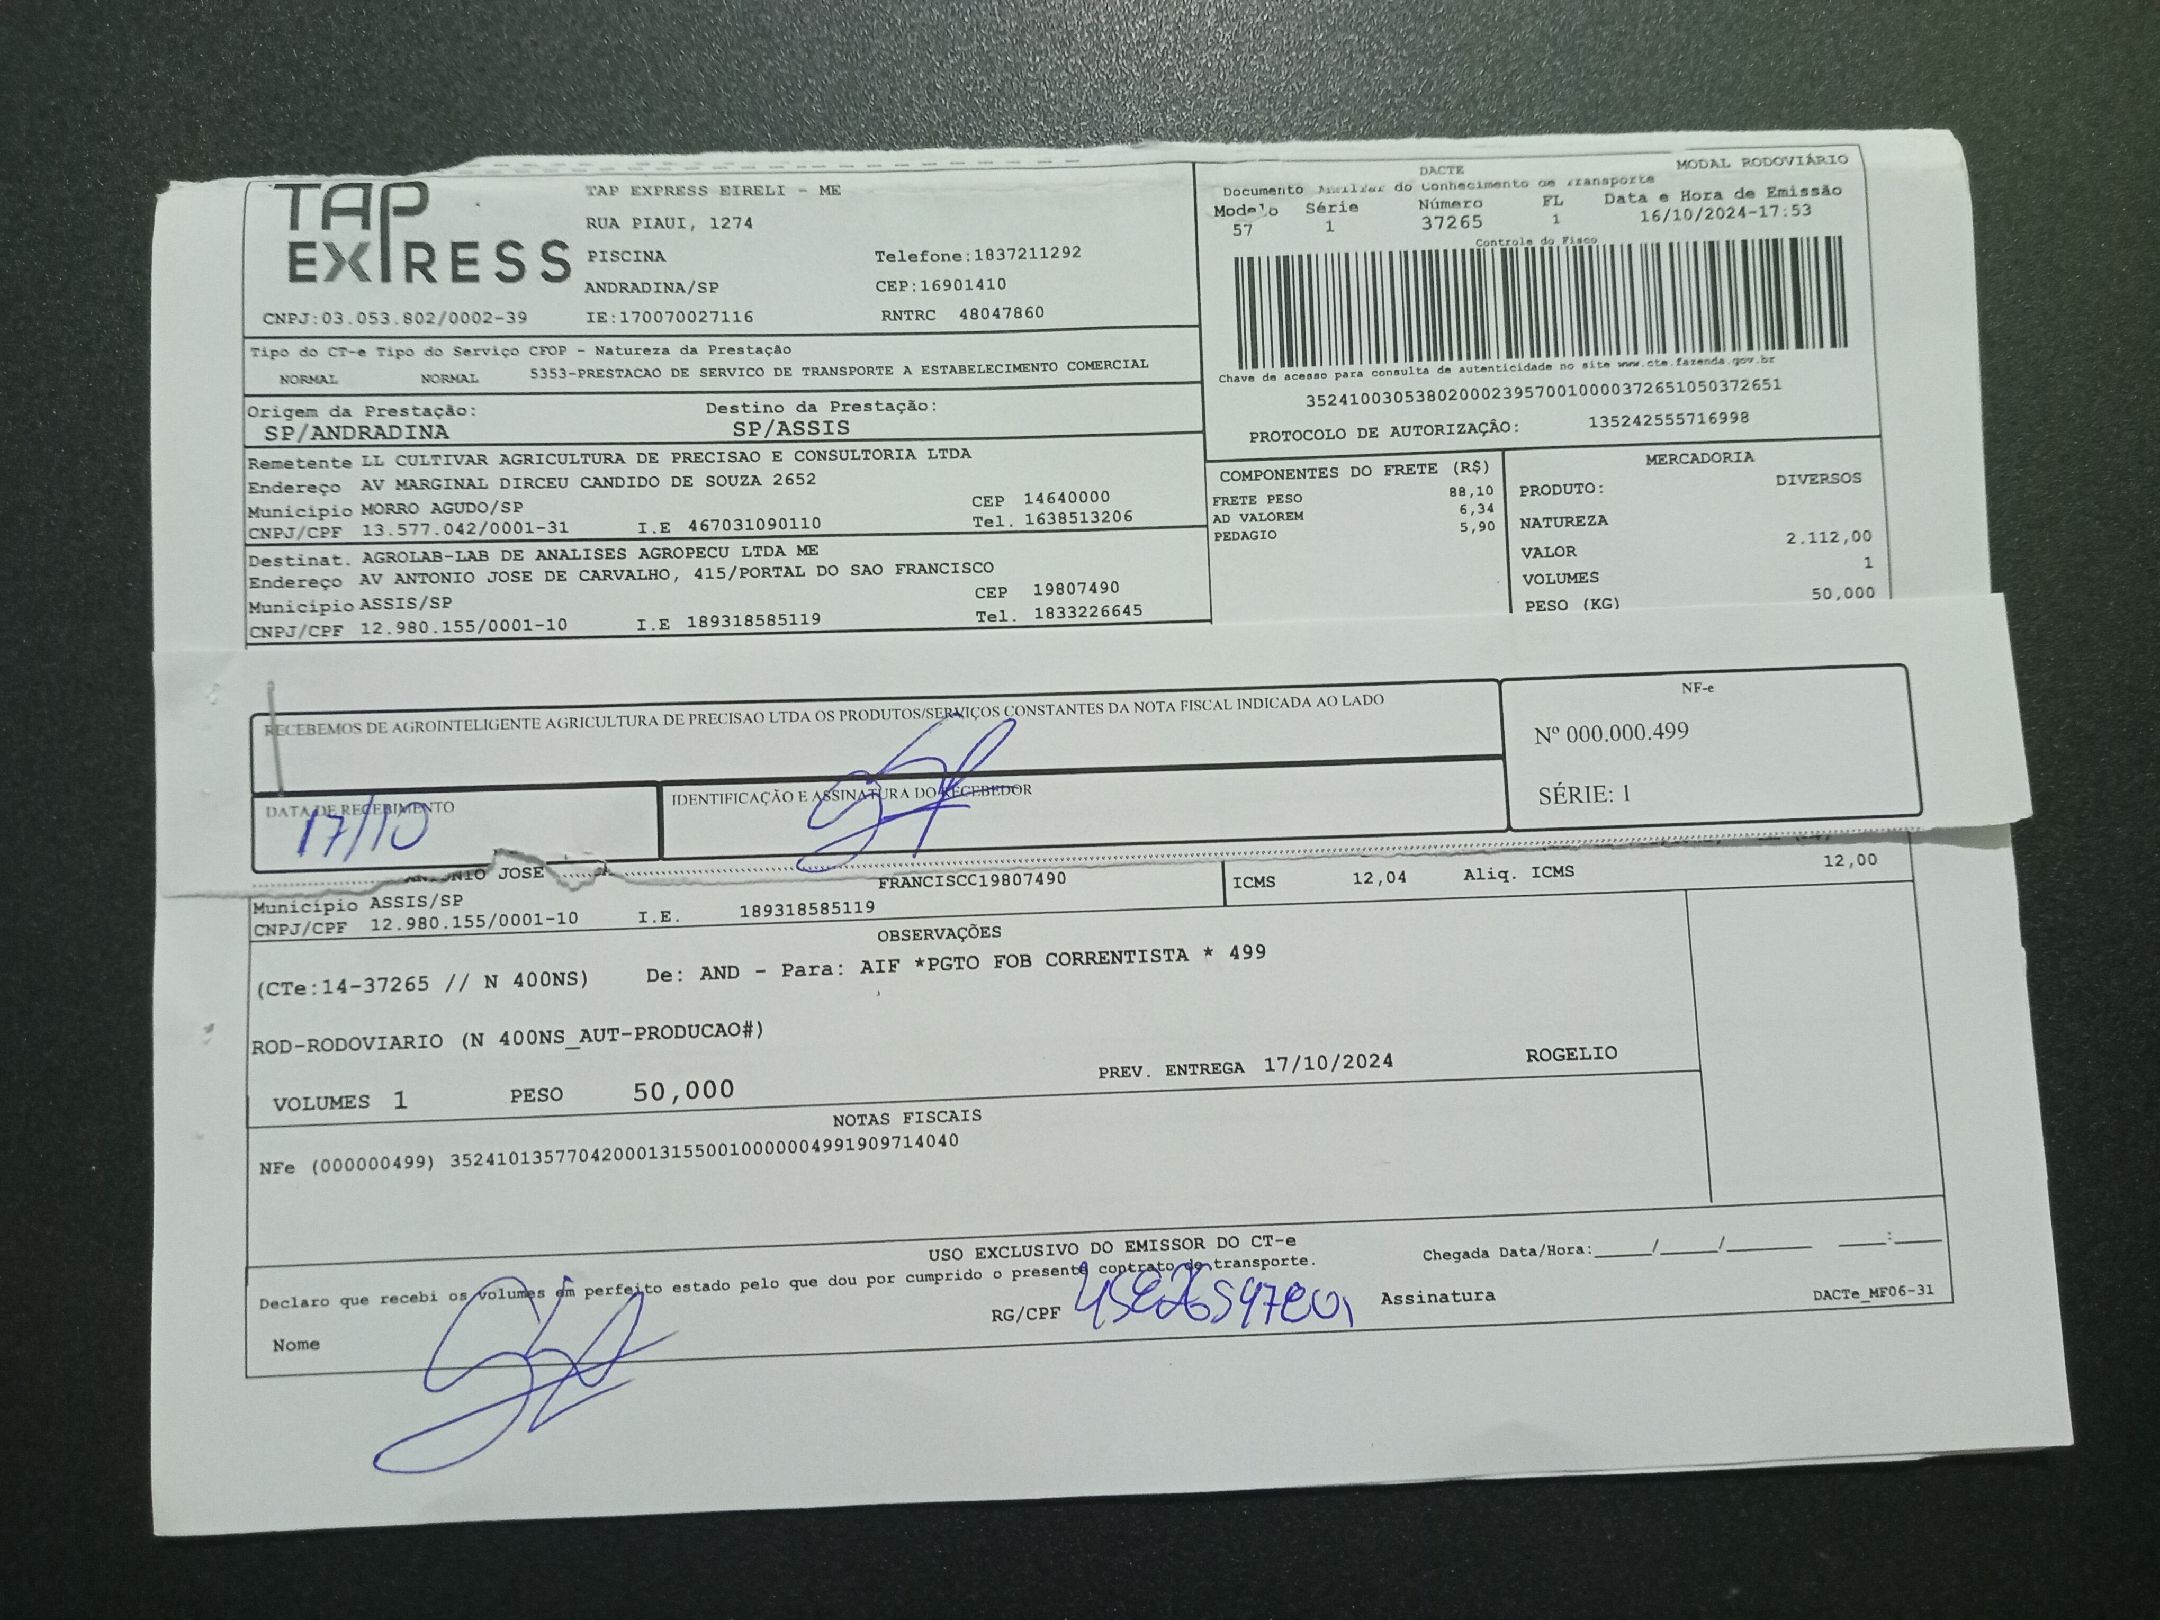 TAP EXPRESS
TAP EXPRESS EIRELI - ME
RUA PIAUI, 1274
PISCINA Telefone:1837211292
ANDRADINA/SP CEP:16901410
CNPJ:03.053.802/0002-39 IE:170070027116 RNTRC 48047860
DACTE MODAL RODOVIÁRIO
Documento Auxiliar do Conhecimento de Transporte
Modelo Série Número FL Data e Hora de Emissão
57 1 37265 1 16/10/2024-17:53
Controle do Fisco
Chave de acesso para consulta de autenticidade no site www.cte.fazenda.gov.br
35241003053802000239570010000372651050372651
PROTOCOLO DE AUTORIZAÇÃO: 135242555716998
Tipo do CT-e Tipo do Serviço CFOP - Natureza da Prestação
NORMAL NORMAL 5353-PRESTACAO DE SERVICO DE TRANSPORTE A ESTABELECIMENTO COMERCIAL
Origem da Prestação: Destino da Prestação:
SP/ANDRADINA SP/ASSIS
Remetente LL CULTIVAR AGRICULTURA DE PRECISAO E CONSULTORIA LTDA
Endereço AV MARGINAL DIRCEU CANDIDO DE SOUZA 2652
Município MORRO AGUDO/SP CEP 14640000
CNPJ/CPF 13.577.042/0001-31 I.E 467031090110 Tel. 1638513206
Destinat. AGROLAB-LAB DE ANALISES AGROPECU LTDA ME
Endereço AV ANTONIO JOSE DE CARVALHO, 415/PORTAL DO SAO FRANCISCO
Município ASSIS/SP CEP 19807490
CNPJ/CPF 12.980.155/0001-10 I.E 189318585119 Tel. 1833226645
COMPONENTES DO FRETE (R$)
FRETE PESO 88,10
AD VALOREM 6,34
PEDAGIO 5,90
MERCADORIA
PRODUTO: DIVERSOS
NATUREZA
VALOR 2.112,00
VOLUMES 1
PESO (KG) 50,000
RECEBEMOS DE AGROINTELIGENTE AGRICULTURA DE PRECISAO LTDA OS PRODUTOS/SERVIÇOS CONSTANTES DA NOTA FISCAL INDICADA AO LADO
NF-e
Nº 000.000.499
SÉRIE: 1
DATA DE RECEBIMENTO IDENTIFICAÇÃO E ASSINATURA DO RECEBEDOR
17/10
JOSE FRANCISCC19807490 ICMS 12,04 Aliq. ICMS 12,00
Município ASSIS/SP
CNPJ/CPF 12.980.155/0001-10 I.E. 189318585119
OBSERVAÇÕES
(CTe:14-37265 // N 400NS) De: AND - Para: AIF *PGTO FOB CORRENTISTA * 499
ROD-RODOVIARIO (N 400NS_AUT-PRODUCAO#)
VOLUMES 1 PESO 50,000 PREV. ENTREGA 17/10/2024 ROGELIO
NOTAS FISCAIS
NFe (000000499) 35241013577042000131550010000004991909714040
USO EXCLUSIVO DO EMISSOR DO CT-e
Declaro que recebi os volumes em perfeito estado pelo que dou por cumprido o presente contrato de transporte.
Chegada Data/Hora:_____/_____/_______ ____:____
Nome RG/CPF Assinatura DACTe_MF06-31